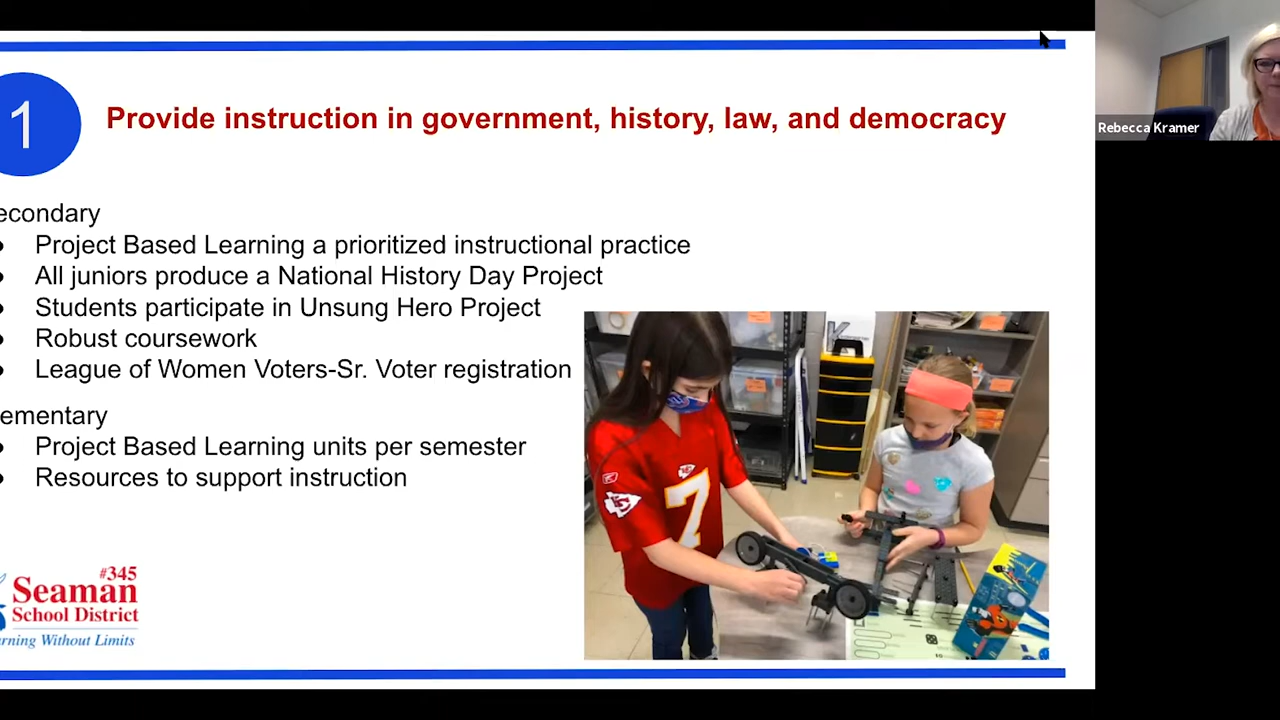 1
Provide instruction in government, history, law, and democracy
Rebecca Kramer
econdary
Project Based Learning a prioritized instructional practice
All juniors produce a National History Day Project
Students participate in Unsung Hero Project
Robust coursework
League of Women Voters-Sr. Voter registration
ementary
Project Based Learning units per semester
Resources to support instruction
7
#345
Seaman
School District
rning Without Limits